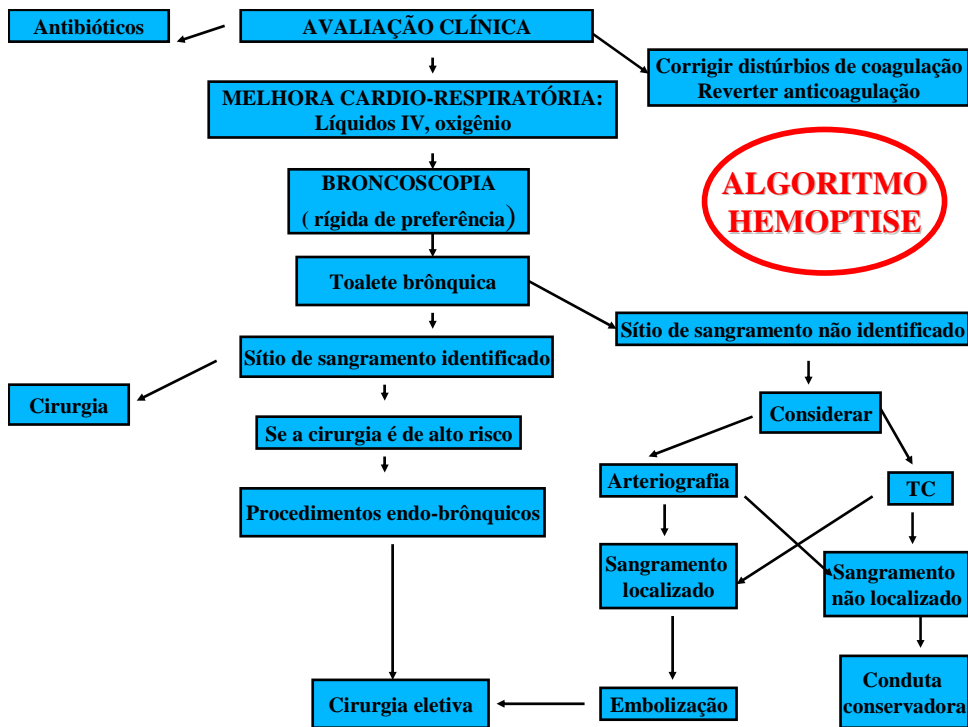 Antibióticos
AVALIAÇÃO CLÍNICA
Corrigir distúrbios de coagulação
Reverter anticoagulação
MELHORA CARDIO-RESPIRATÓRIA:
Líquidos IV, oxigênio
BRONCOSCOPIA
( rígida de preferência)
ALGORITMO
HEMOPTISE
Toalete brônquica
Sítio de sangramento não identificado
Sítio de sangramento identificado
Cirurgia
Considerar
Se a cirurgia é de alto risco
Arteriografia
TC
Procedimentos endo-brônquicos
Sangramento
localizado
Sangramento
não localizado
Conduta
conservadora
Cirurgia eletiva
Embolização